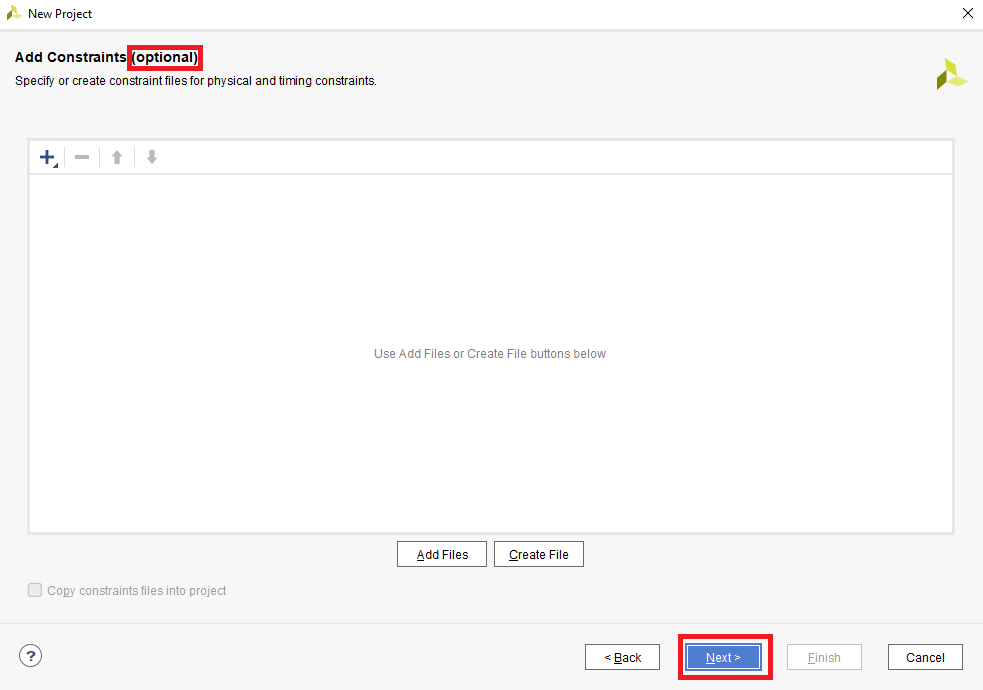 New Project
Add Constraints (optional)
Specify or create constraint files for physical and timing constraints.
Use Add Files or Create File buttons below
Add Files
Create File
Copy constraints files into project
?
< Back
Next >
Finish
Cancel